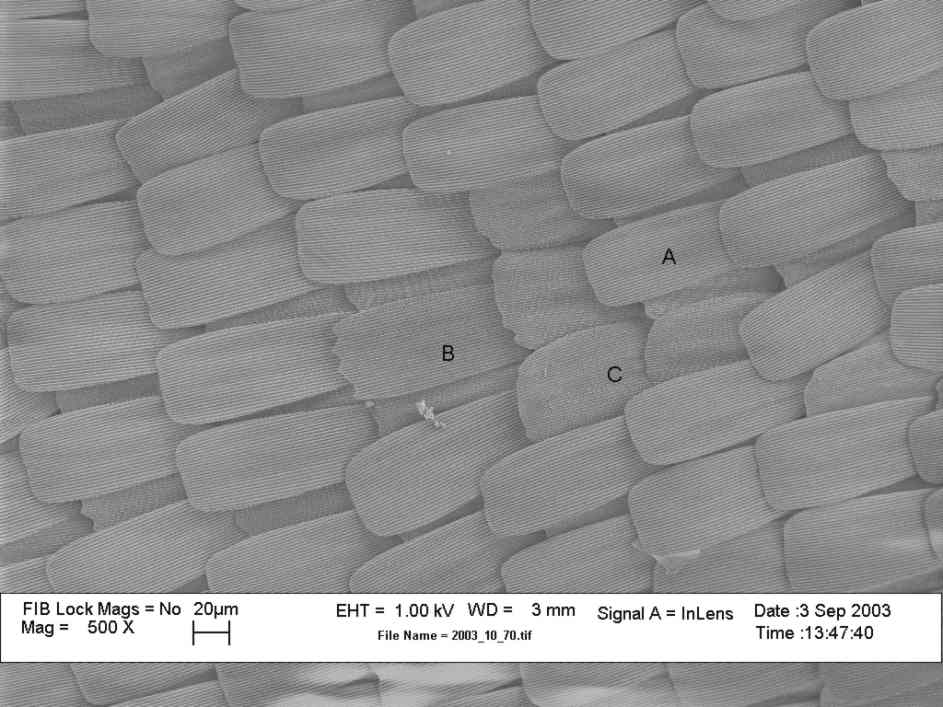 A
B
C
FIB Lock Mags = No 20µm EHT = 1.00 kV WD = 3 mm Signal A = InLens Date :3 Sep 2003
Mag = 500 X File Name = 2003_10_70.tif Time :13:47:40